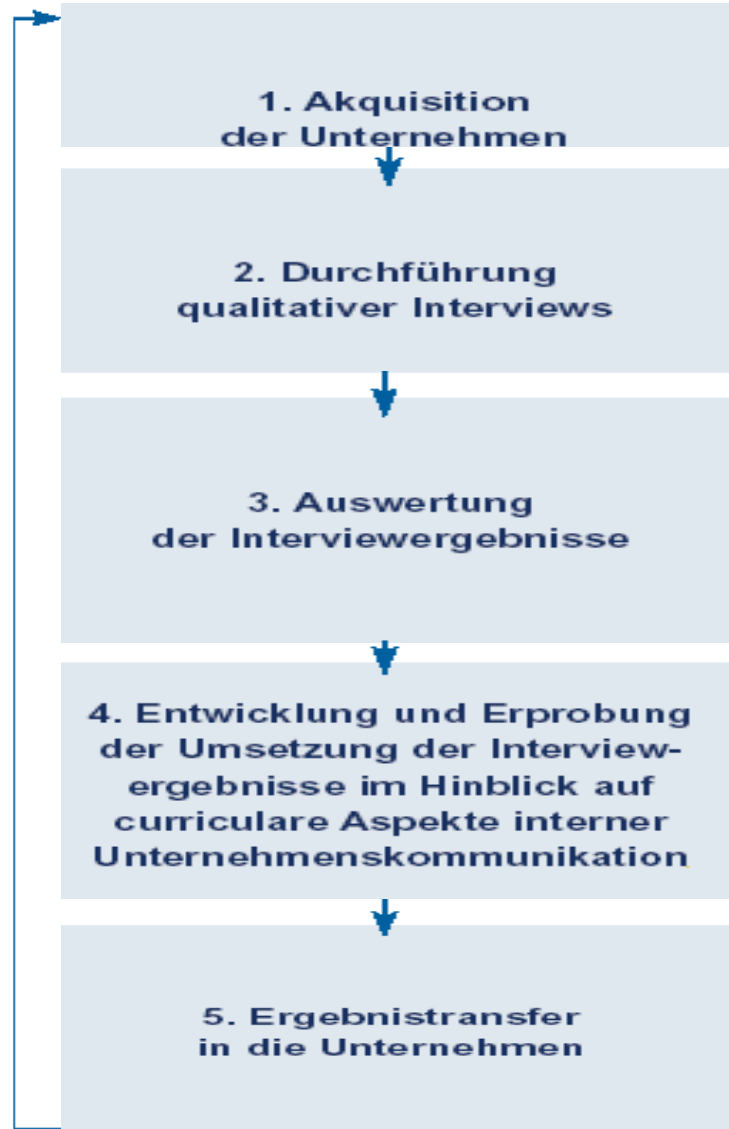 1. Akquisition
der Unternehmen
2. Durchführung
qualitativer Interviews
3. Auswertung
der Interviewergebnisse
4. Entwicklung und Erprobung
der Umsetzung der Interview-
ergebnisse im Hinblick auf
curriculare Aspekte interner
Unternehmenskommunikation
5. Ergebnistransfer
in die Unternehmen